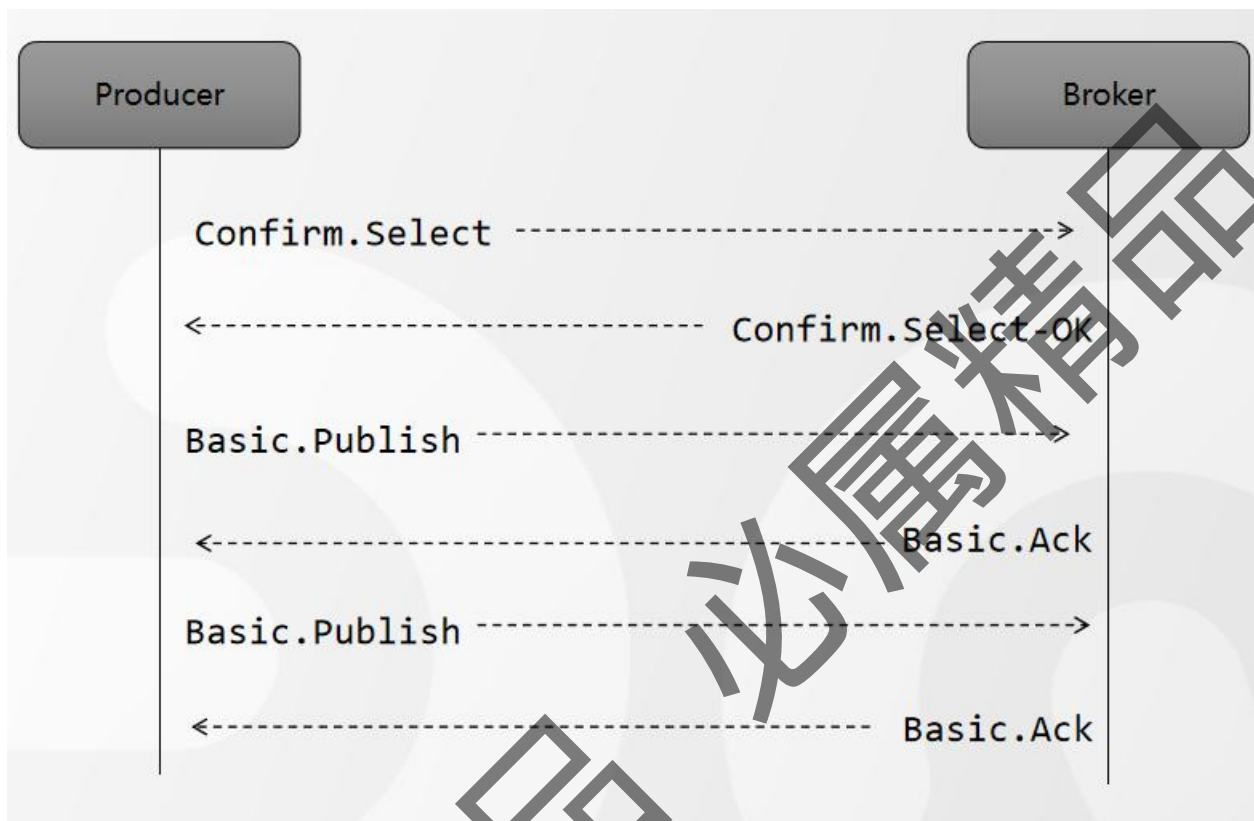 Producer
Broker
Confirm.Select
Confirm.Select-OK
Basic.Publish
Basic.Ack
Basic.Publish
Basic.Ack
必属精品
品